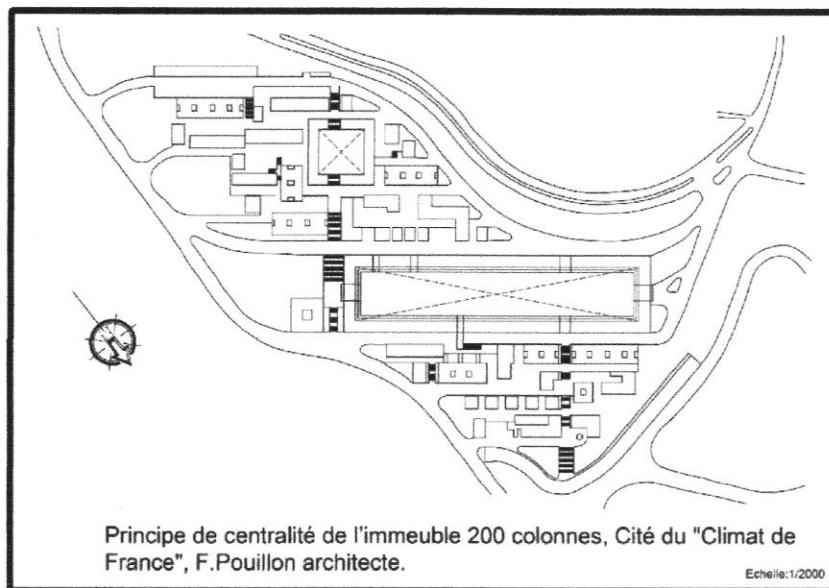 Principe de centralité de l'immeuble 200 colonnes, Cité du "Climat de
France", F.Pouillon architecte.
Echelle:1/2000